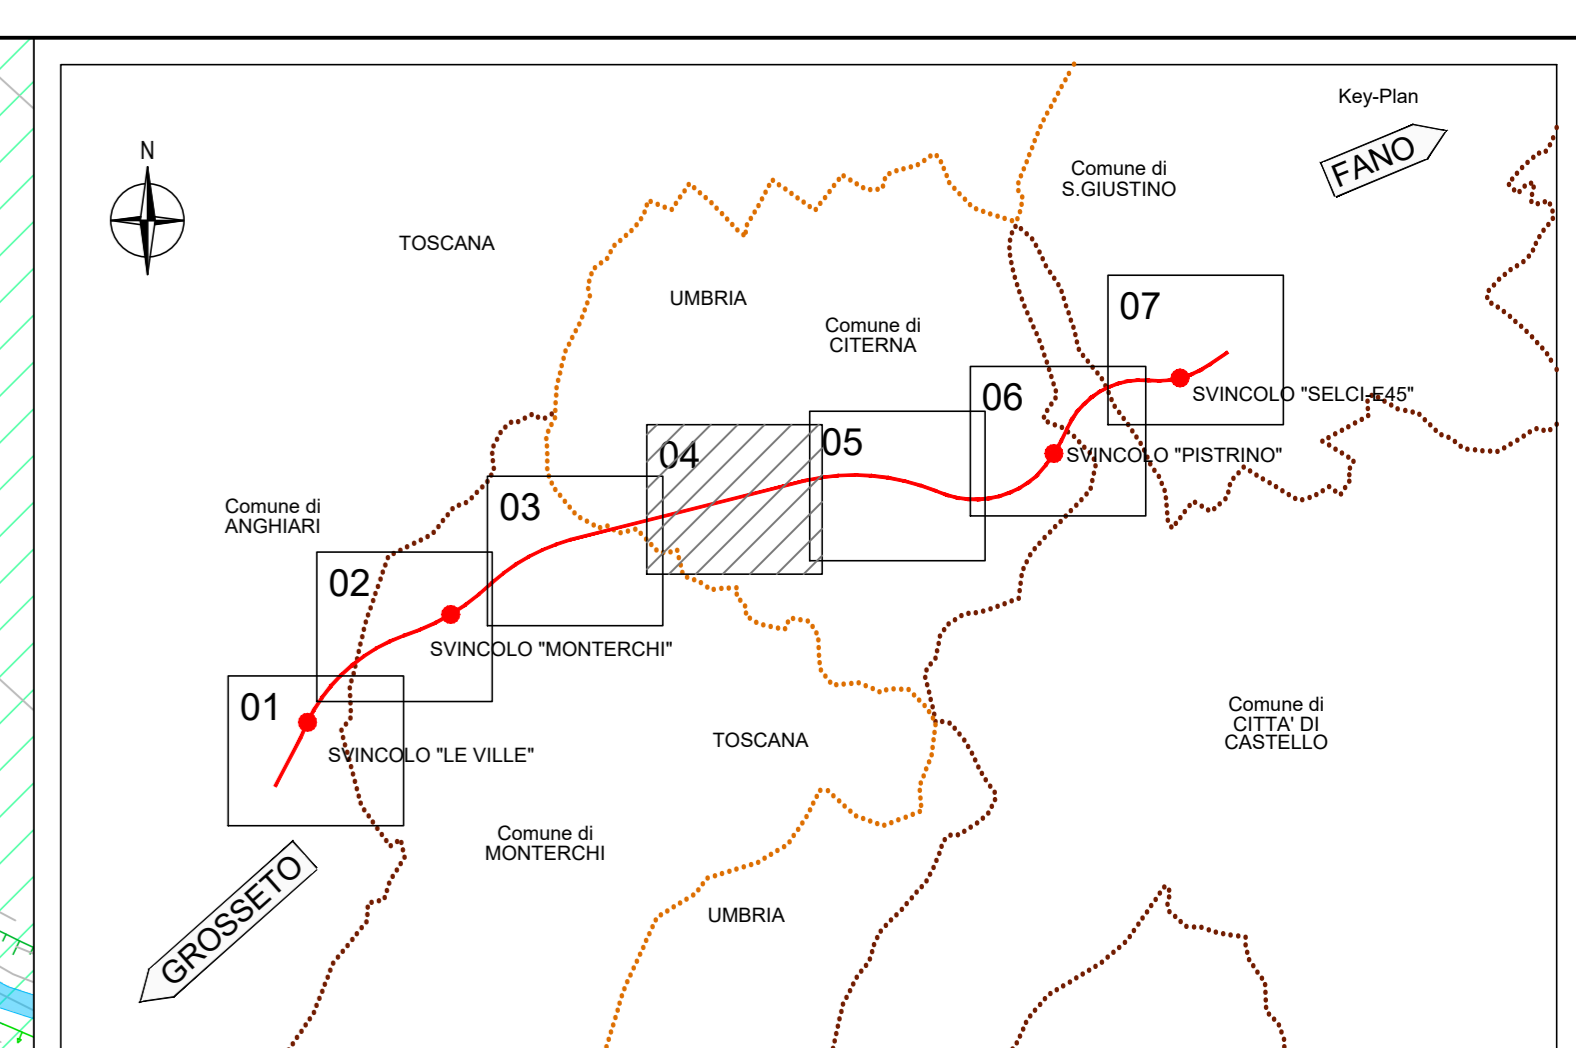 Key-Plan
FANO
N
Comune di
S.GIUSTINO
TOSCANA
UMBRIA
07
Comune di
CITERNA
SVINCOLO "SELCI-E45"
06
05
04
SVINCOLO "PISTRINO"
03
Comune di
ANGHIARI
02
SVINCOLO "MONTERCHI"
01
SVINCOLO "LE VILLE"
TOSCANA
Comune di
CITTA' DI
CASTELLO
Comune di
MONTERCHI
GROSSETO
UMBRIA